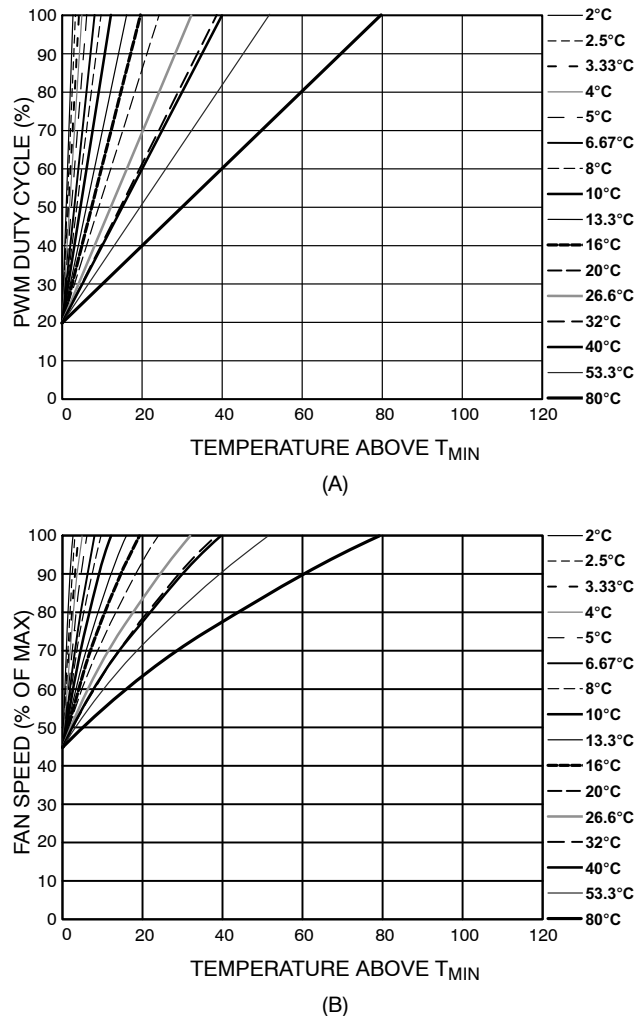 PWM DUTY CYCLE (%)
100
90
80
70
60
50
40
30
20
10
0
0 20 40 60 80 100 120
TEMPERATURE ABOVE TMIN
2°C
2.5°C
3.33°C
4°C
5°C
6.67°C
8°C
10°C
13.3°C
16°C
20°C
26.6°C
32°C
40°C
53.3°C
80°C
(A)
FAN SPEED (% OF MAX)
100
90
80
70
60
50
40
30
20
10
0
0 20 40 60 80 100 120
TEMPERATURE ABOVE TMIN
2°C
2.5°C
3.33°C
4°C
5°C
6.67°C
8°C
10°C
13.3°C
16°C
20°C
26.6°C
32°C
40°C
53.3°C
80°C
(B)